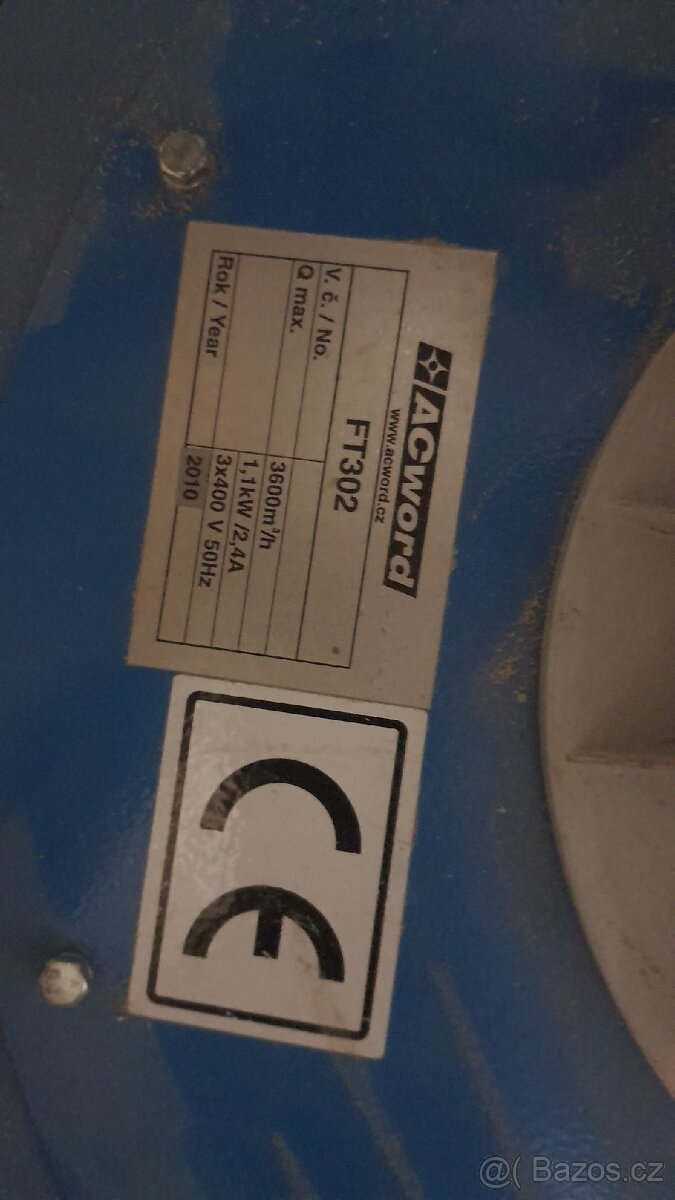 ACword
www.acword.cz
FT302
V. č. / No.
Q max. 3600m³/h
1,1kW /2,4A
3x400 V 50Hz
Rok / Year 2010
CE
@( Bazos.cz